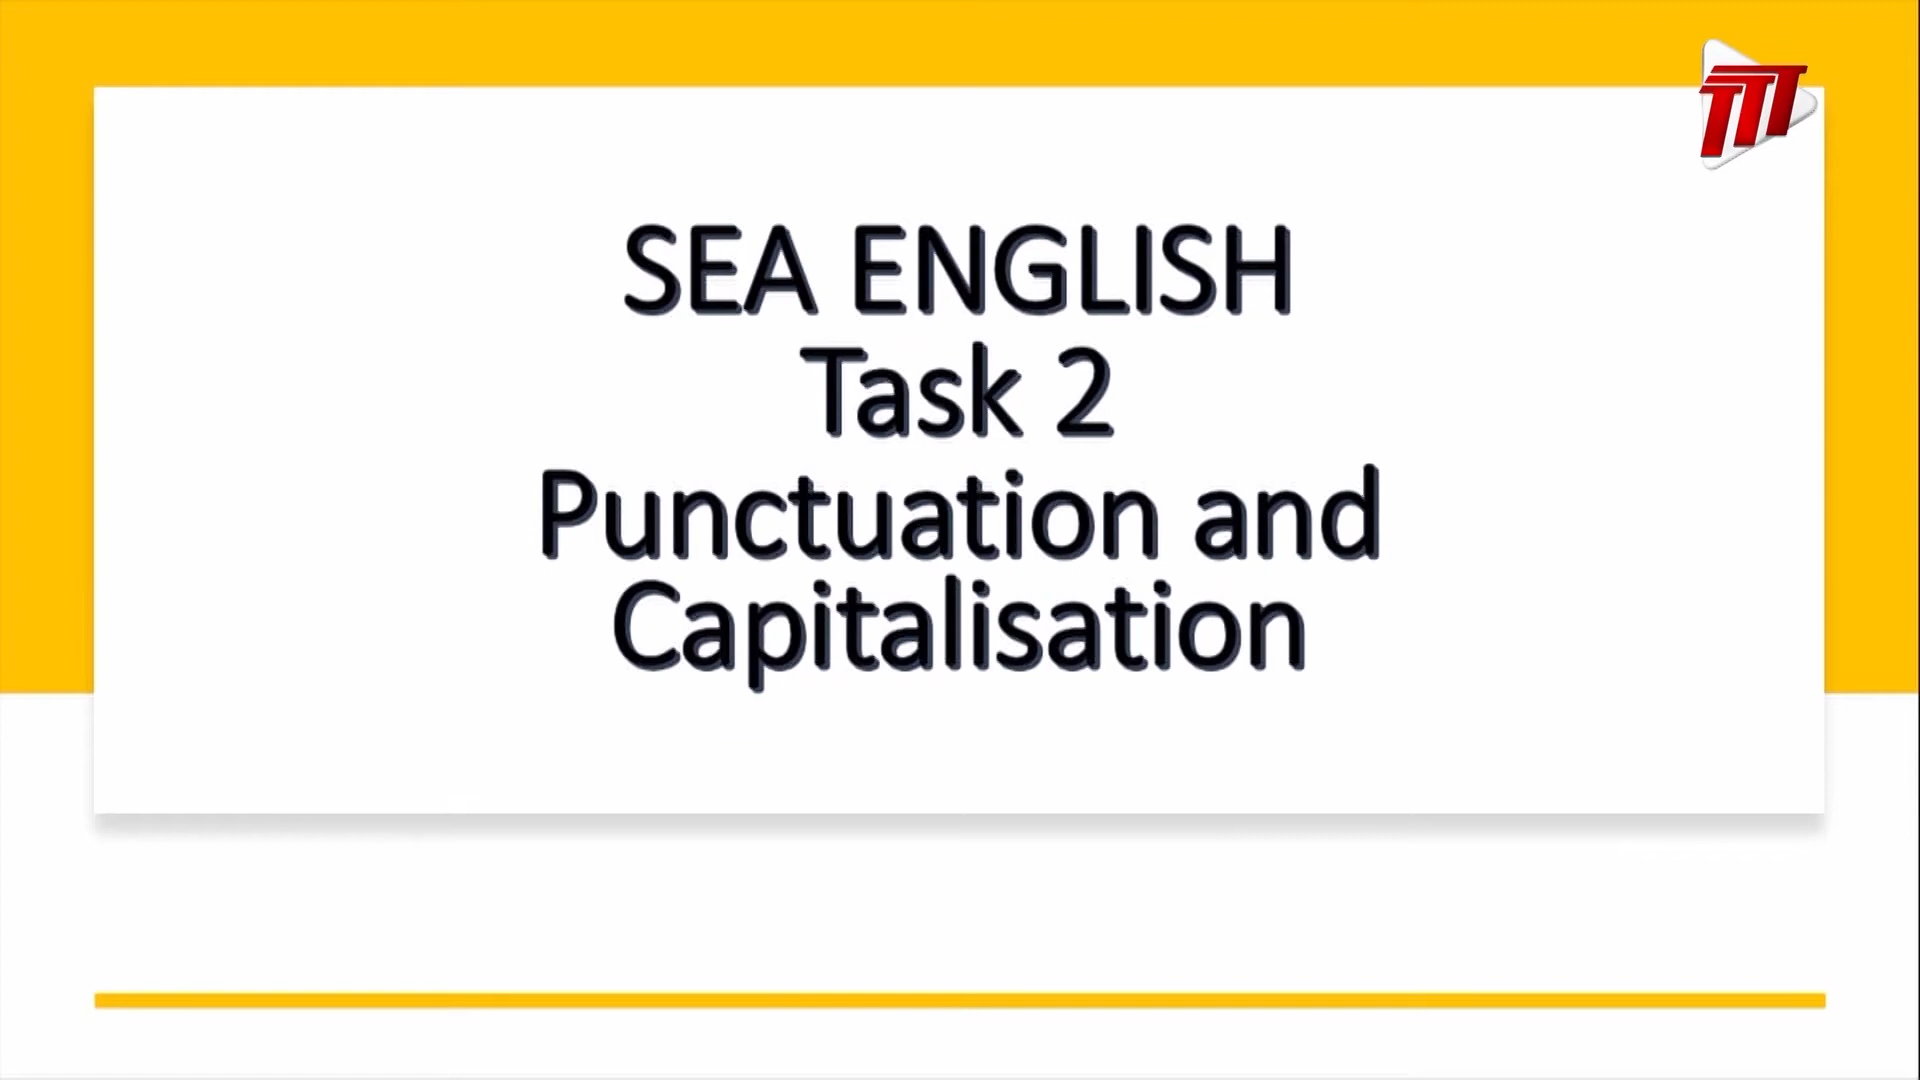 TTT
SEA ENGLISH
Task 2
Punctuation and
Capitalisation